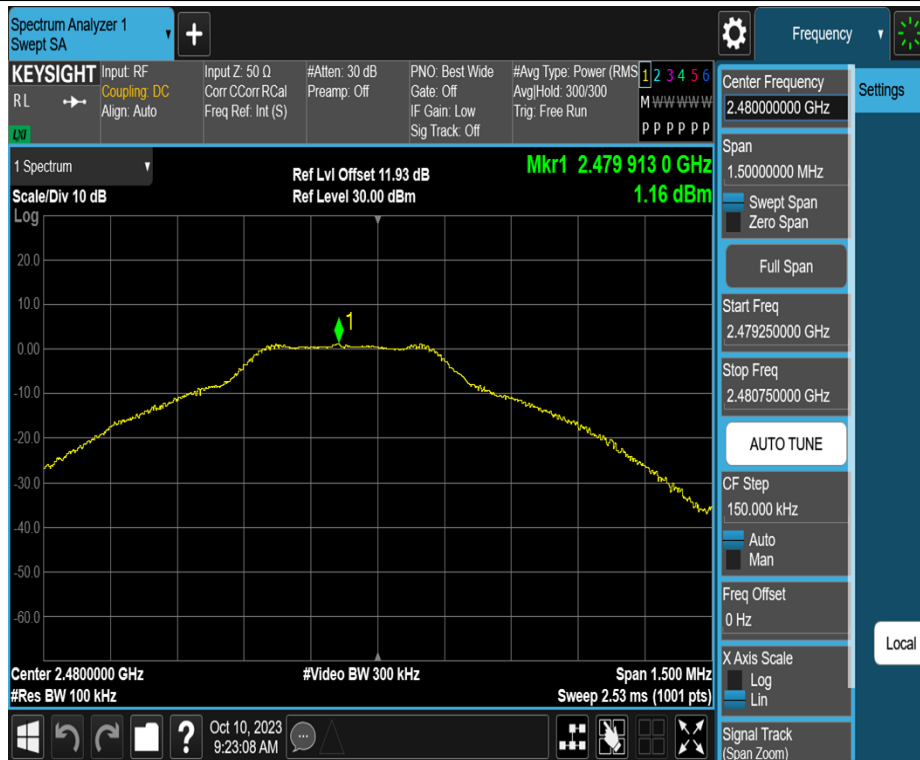 Spectrum Analyzer 1
Swept SA
+
Frequency
KEYSIGHT
RL
LXI
Input: RF
Coupling: DC
Align: Auto
Input Z: 50 Ω
Corr CCorr RCal
Freq Ref: Int (S)
#Atten: 30 dB
Preamp: Off
PNO: Best Wide
Gate: Off
IF Gain: Low
Sig Track: Off
#Avg Type: Power (RMS
Avg|Hold: 300/300
Trig: Free Run
1 2 3 4 5 6
M W W W W W
P P P P P P
1 Spectrum
Scale/Div 10 dB
Log
Ref Lvl Offset 11.93 dB
Ref Level 30.00 dBm
Mkr1 2.479 913 0 GHz
1.16 dBm
20.0
10.0
0.00
-10.0
-20.0
-30.0
-40.0
-50.0
-60.0
1
Center 2.4800000 GHz
#Res BW 100 kHz
#Video BW 300 kHz
Span 1.500 MHz
Sweep 2.53 ms (1001 pts)
Center Frequency
2.480000000 GHz
Span
1.50000000 MHz
Swept Span
Zero Span
Full Span
Start Freq
2.479250000 GHz
Stop Freq
2.480750000 GHz
AUTO TUNE
CF Step
150.000 kHz
Auto
Man
Freq Offset
0 Hz
X Axis Scale
Log
Lin
Signal Track
(Span Zoom)
Settings
Local
?
Oct 10, 2023
9:23:08 AM